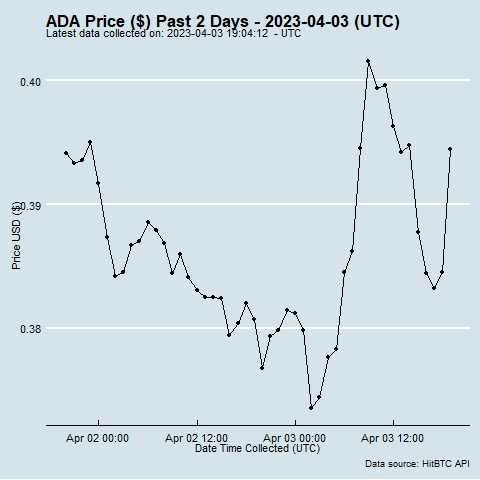 ADA Price ($) Past 2 Days - 2023-04-03 (UTC)
Latest data collected on: 2023-04-03 19:04:12 - UTC
0.40
0.39
0.38
Price USD ($)
Apr 02 00:00
Apr 02 12:00
Apr 03 00:00
Apr 03 12:00
Date Time Collected (UTC)
Data source: HitBTC API